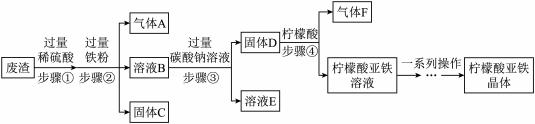 废渣
过量
稀硫酸
步骤①
过量
铁粉
步骤②
气体A
溶液B
固体C
过量
碳酸钠溶液
步骤③
固体D
溶液E
柠檬酸
步骤④
气体F
柠檬酸亚铁
溶液
一系列操作
…
柠檬酸亚铁
晶体